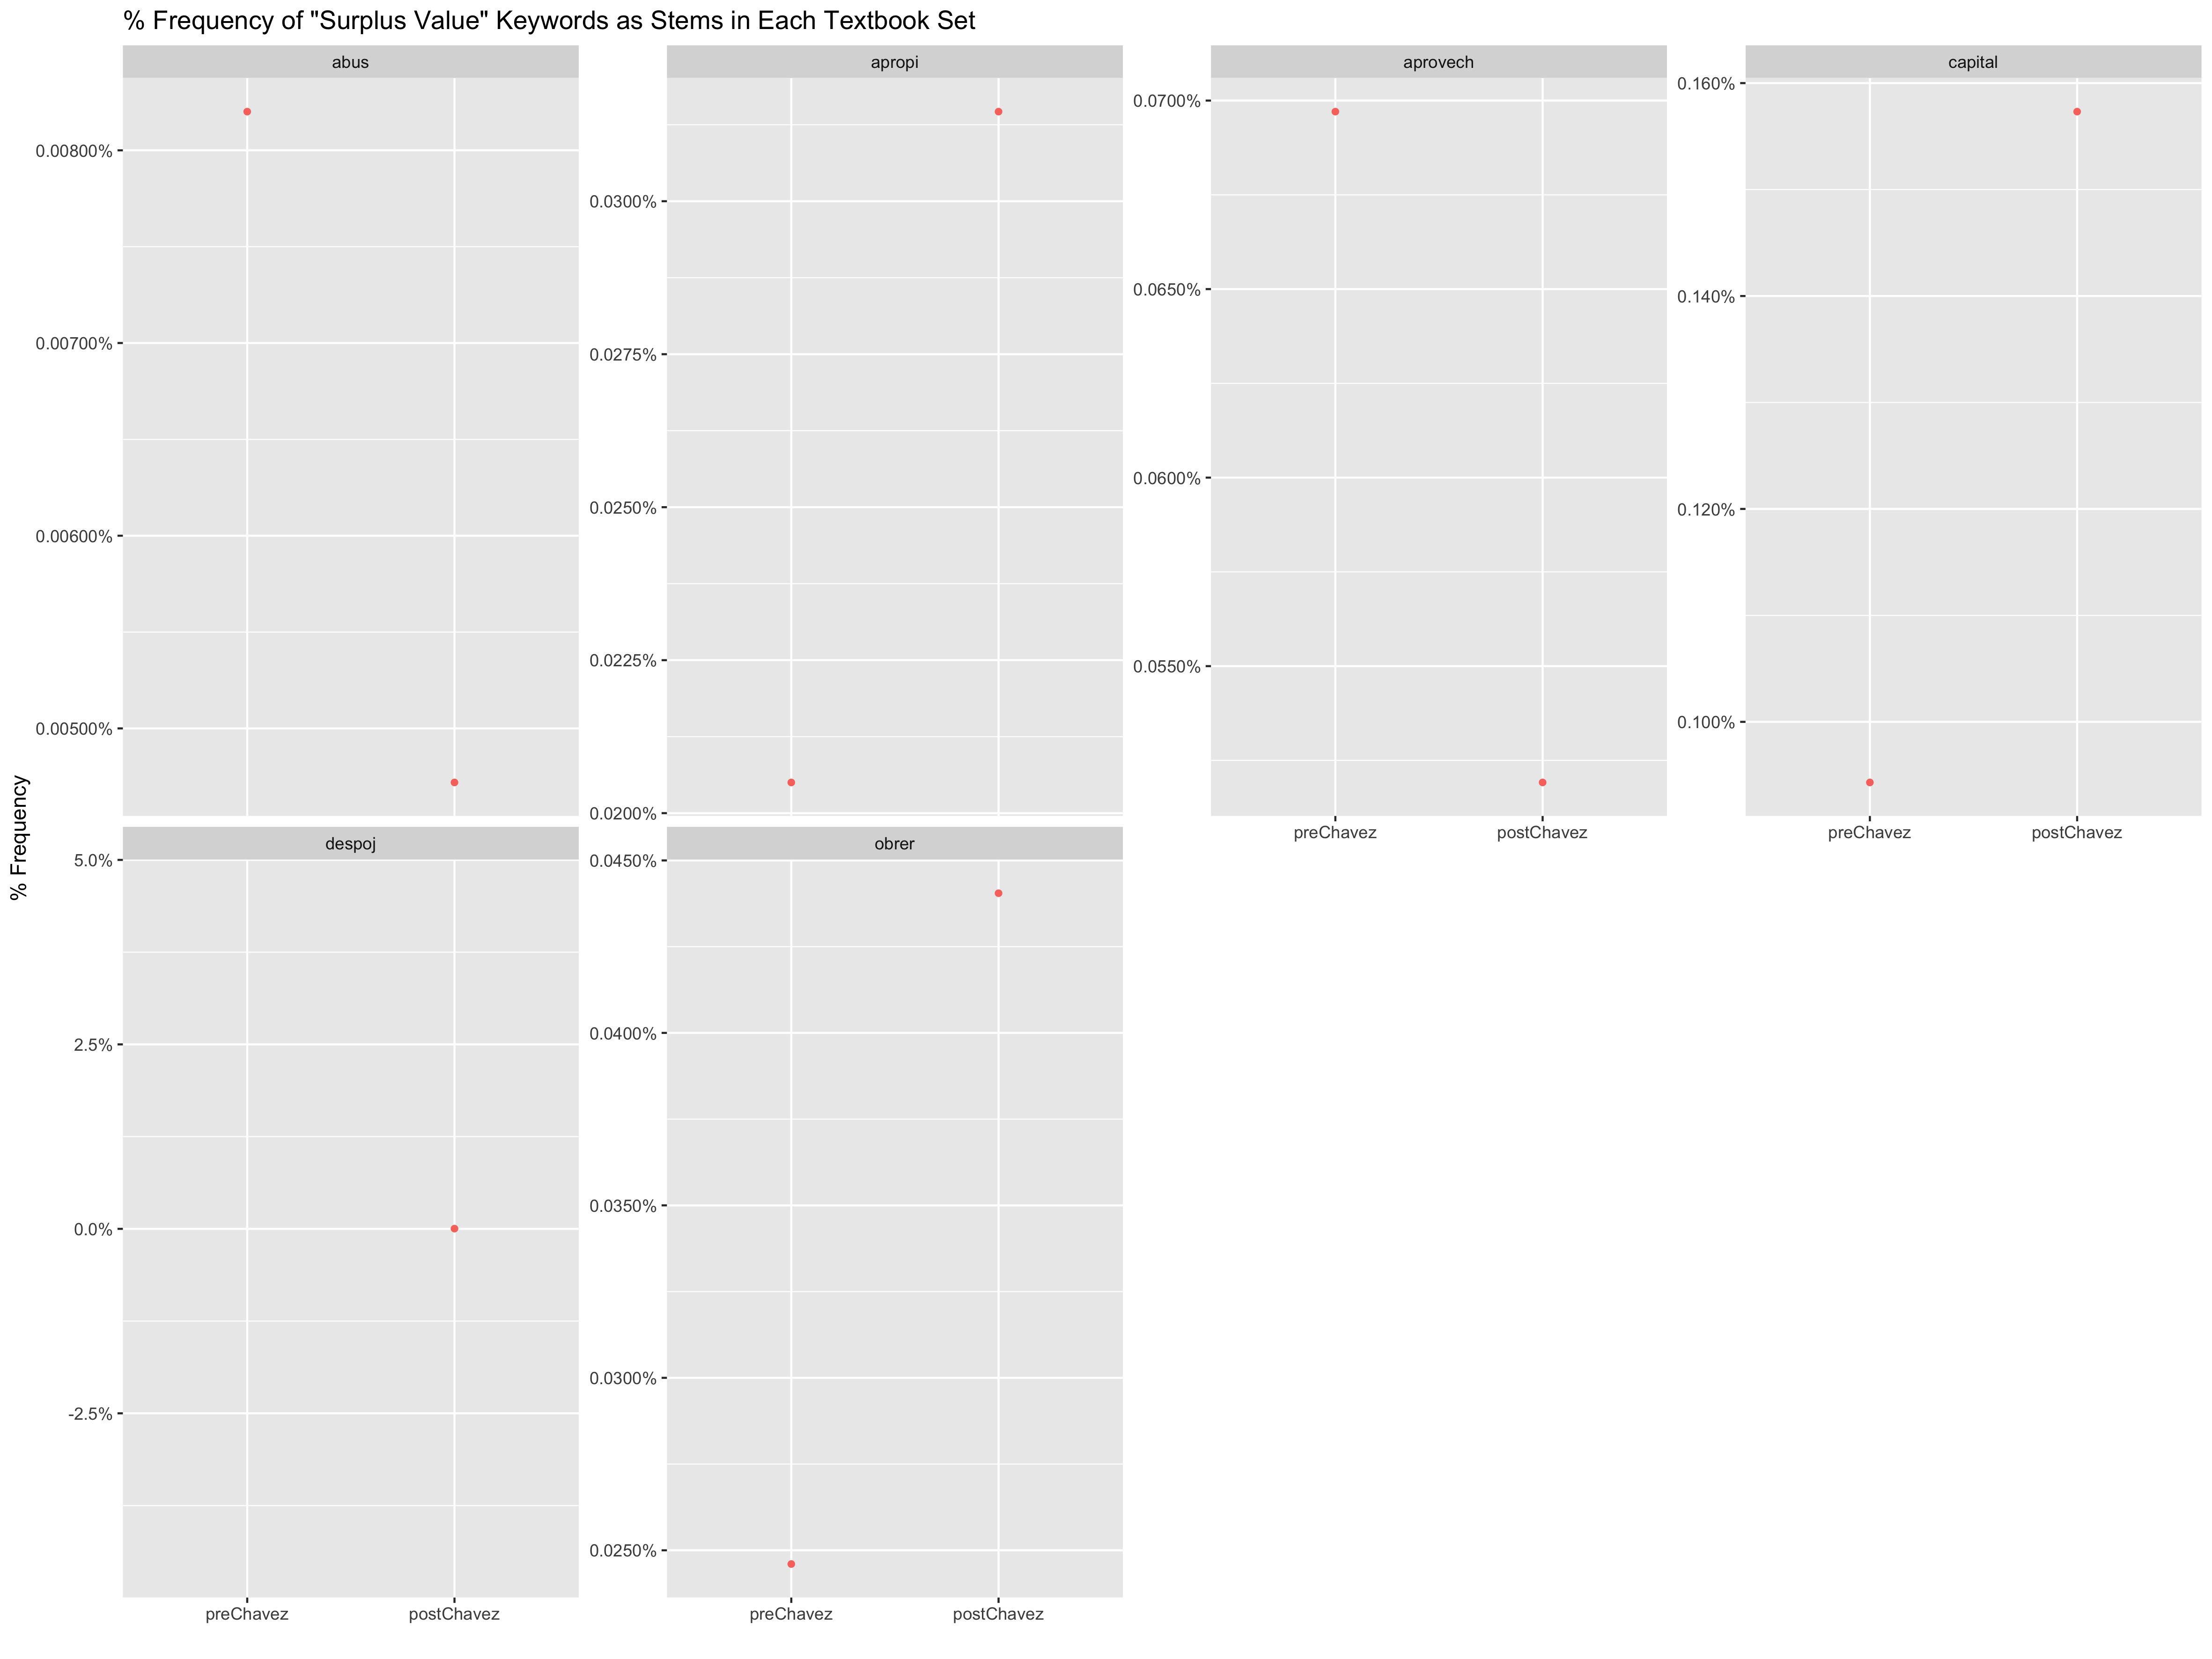 % Frequency of "Surplus Value" Keywords as Stems in Each Textbook Set
% Frequency
abus
0.00800%
0.00700%
0.00600%
0.00500%
apropi
0.0300%
0.0275%
0.0250%
0.0225%
0.0200%
aprovech
0.0700%
0.0650%
0.0600%
0.0550%
preChavez postChavez
capital
0.160%
0.140%
0.120%
0.100%
preChavez postChavez
despoj
5.0%
2.5%
0.0%
-2.5%
preChavez postChavez
obrer
0.0450%
0.0400%
0.0350%
0.0300%
0.0250%
preChavez postChavez